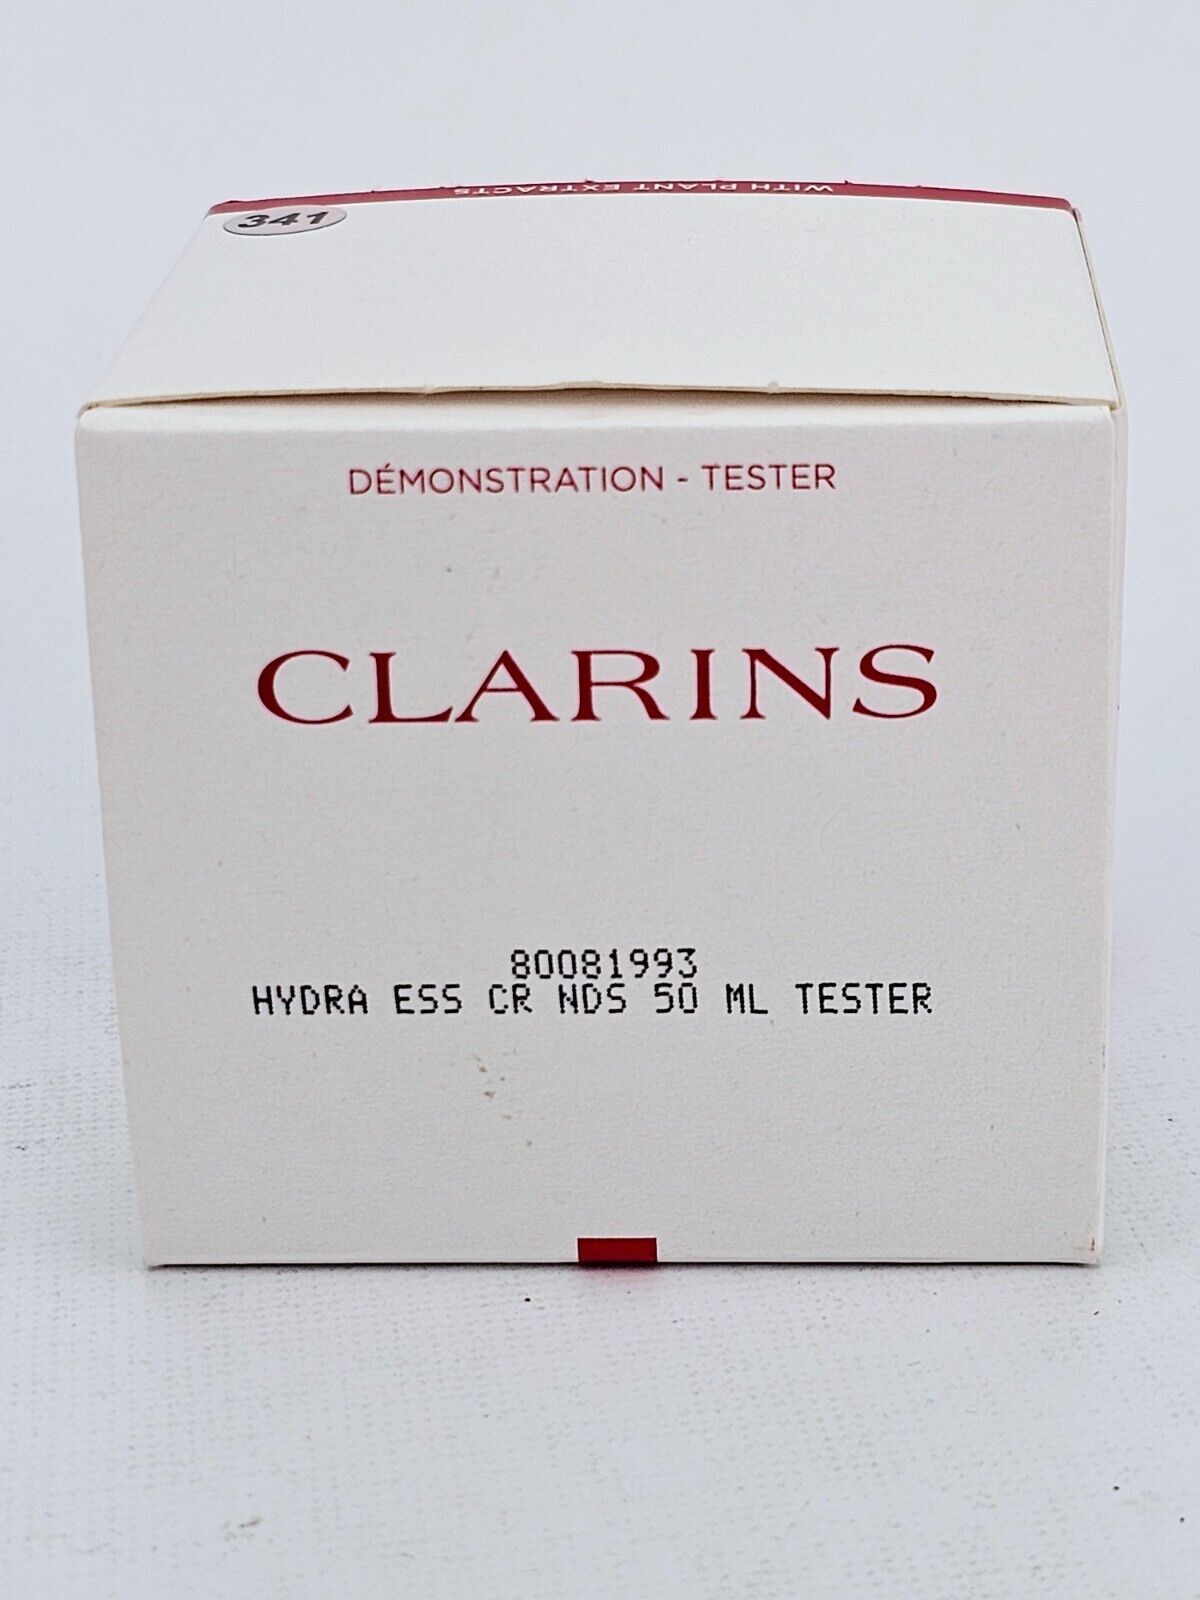 WITH PLANT EXTRACTS
341
DÉMONSTRATION - TESTER
CLARINS
80081993
HYDRA ESS CR NDS 50 ML TESTER